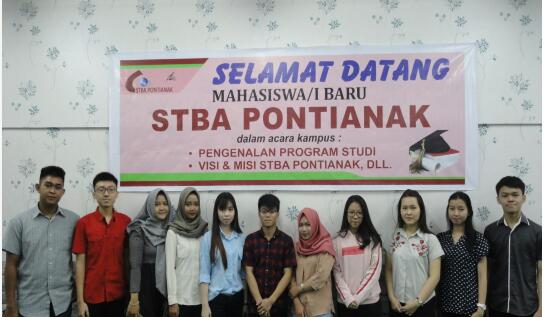 STBA PONTIANAK
SELAMAT DATANG
MAHASISWA/I BARU
STBA PONTIANAK
dalam acara kampus :
• PENGENALAN PROGRAM STUDI
• VISI & MISI STBA PONTIANAK, DLL.